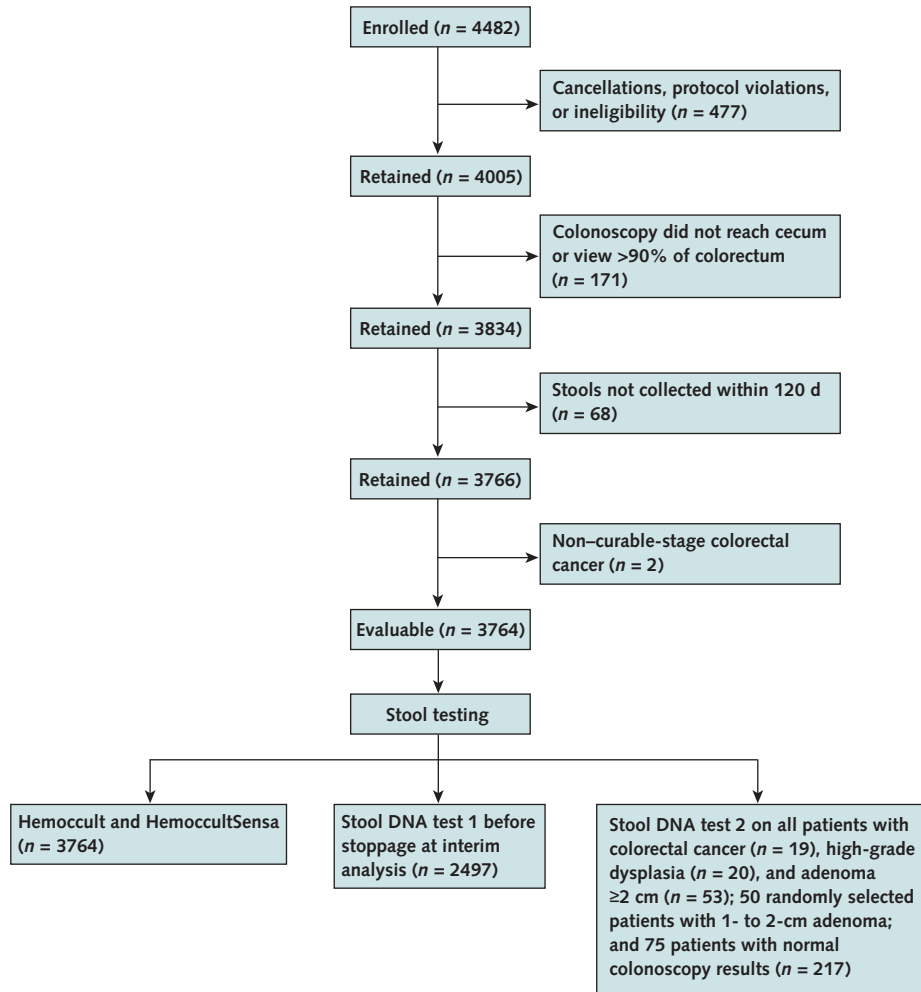 Enrolled (n = 4482)
Cancellations, protocol violations,
or ineligibility (n = 477)
Retained (n = 4005)
Colonoscopy did not reach cecum
or view >90% of colorectum
(n = 171)
Retained (n = 3834)
Stools not collected within 120 d
(n = 68)
Retained (n = 3766)
Non–curable-stage colorectal
cancer (n = 2)
Evaluable (n = 3764)
Stool testing
Hemoccult and HemoccultSensa
(n = 3764)
Stool DNA test 1 before
stoppage at interim
analysis (n = 2497)
Stool DNA test 2 on all patients with
colorectal cancer (n = 19), high-grade
dysplasia (n = 20), and adenoma
≥2 cm (n = 53); 50 randomly selected
patients with 1- to 2-cm adenoma;
and 75 patients with normal
colonoscopy results (n = 217)